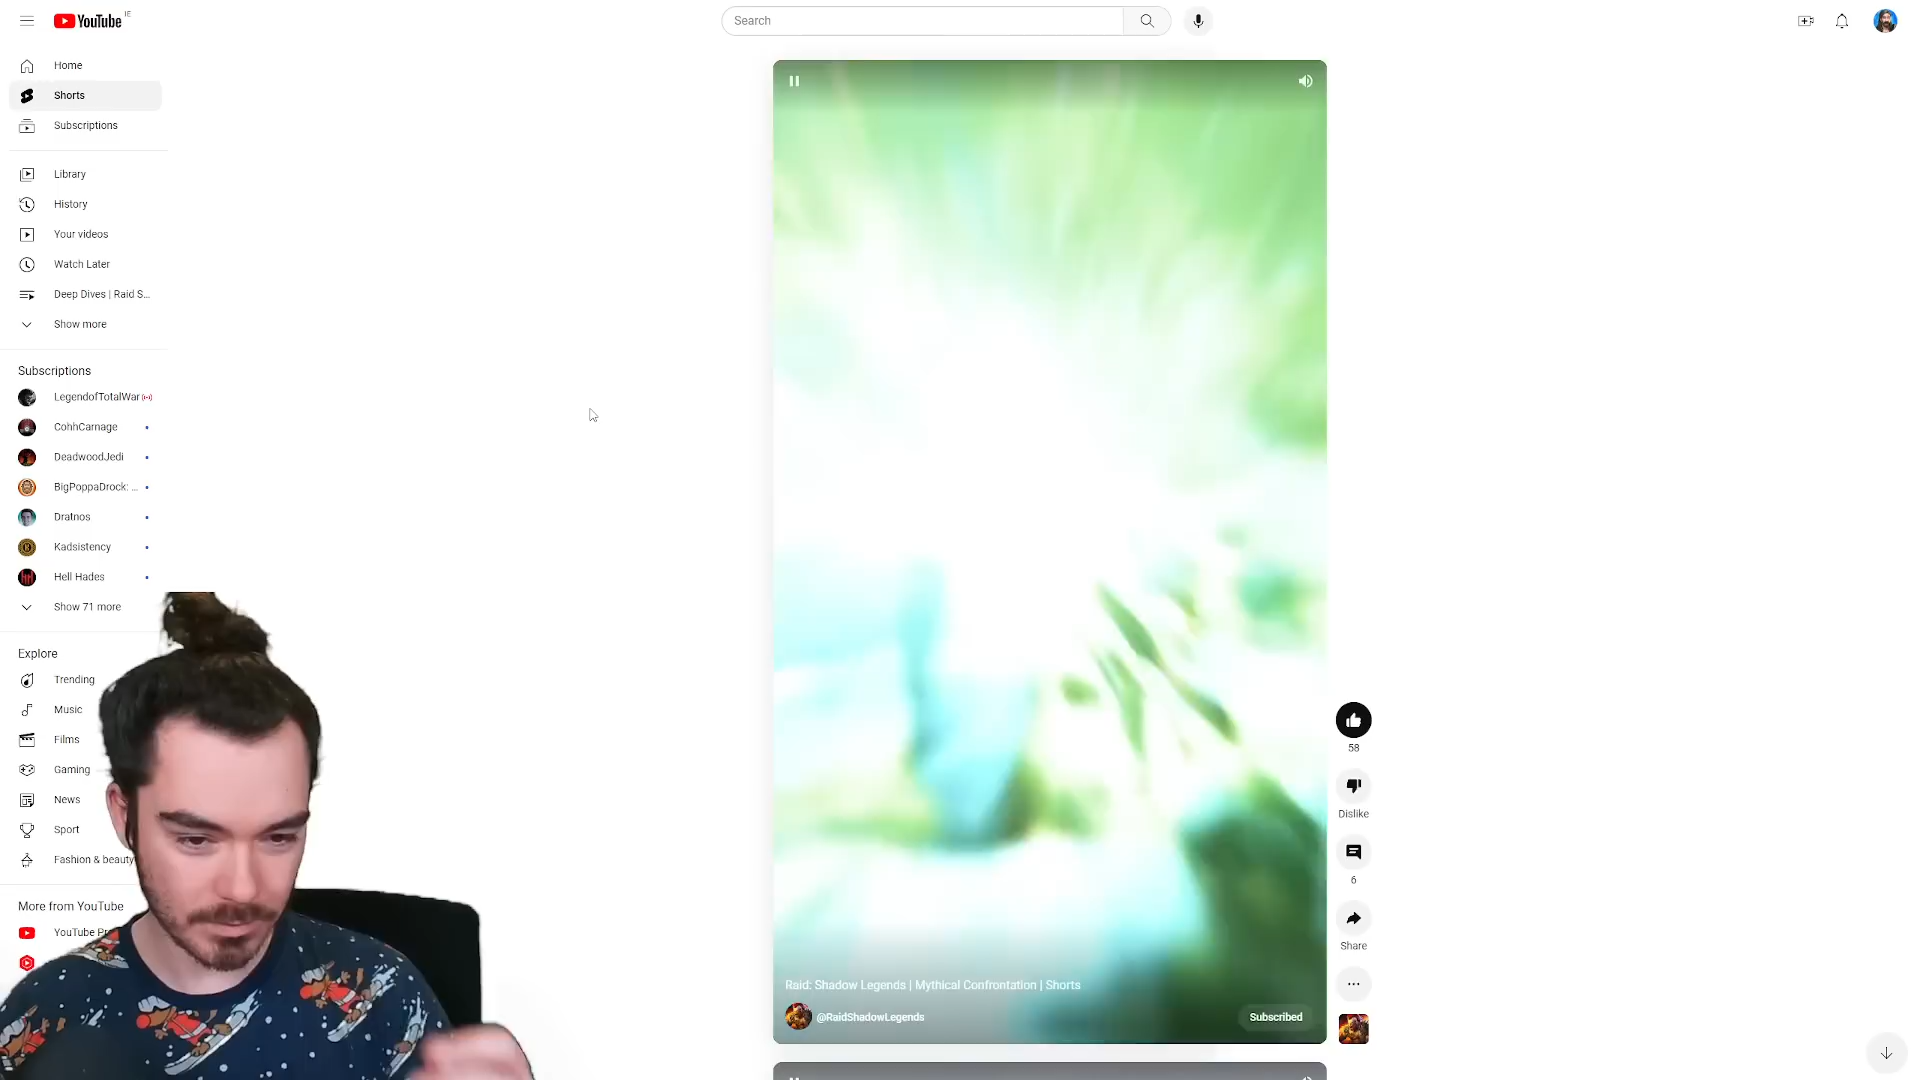 YouTube IE
Search
Home
Shorts
Subscriptions
Library
History
Your videos
Watch Later
Deep Dives | Raid S...
Show more
Subscriptions
LegendofTotalWar
CohhCarnage
DeadwoodJedi
BigPoppaDrock: ...
Dratnos
Kadsistency
Hell Hades
Show 71 more
Explore
Trending
Music
Films
Gaming
News
Sport
Fashion & beauty
More from YouTube
YouTube Pr
58
Dislike
6
Share
Raid: Shadow Legends | Mythical Confrontation | Shorts
@RaidShadowLegends
Subscribed